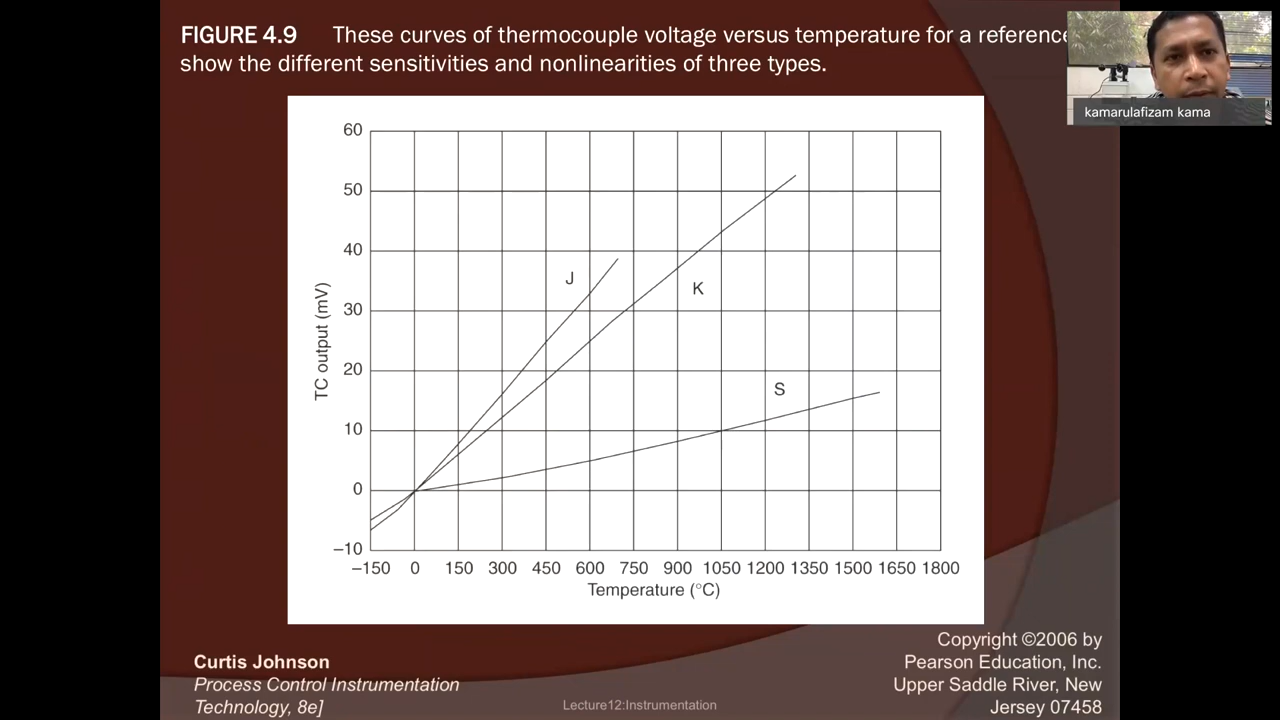 FIGURE 4.9 These curves of thermocouple voltage versus temperature for a reference
show the different sensitivities and nonlinearities of three types.
kamarulafizam kama
60
50
40
30
20
10
0
−10
TC output (mV)
J
K
S
−150 0 150 300 450 600 750 900 1050 1200 1350 1500 1650 1800
Temperature (°C)
Curtis Johnson
Process Control Instrumentation
Technology, 8e]
Lecture12:Instrumentation
Copyright ©2006 by
Pearson Education, Inc.
Upper Saddle River, New
Jersey 07458